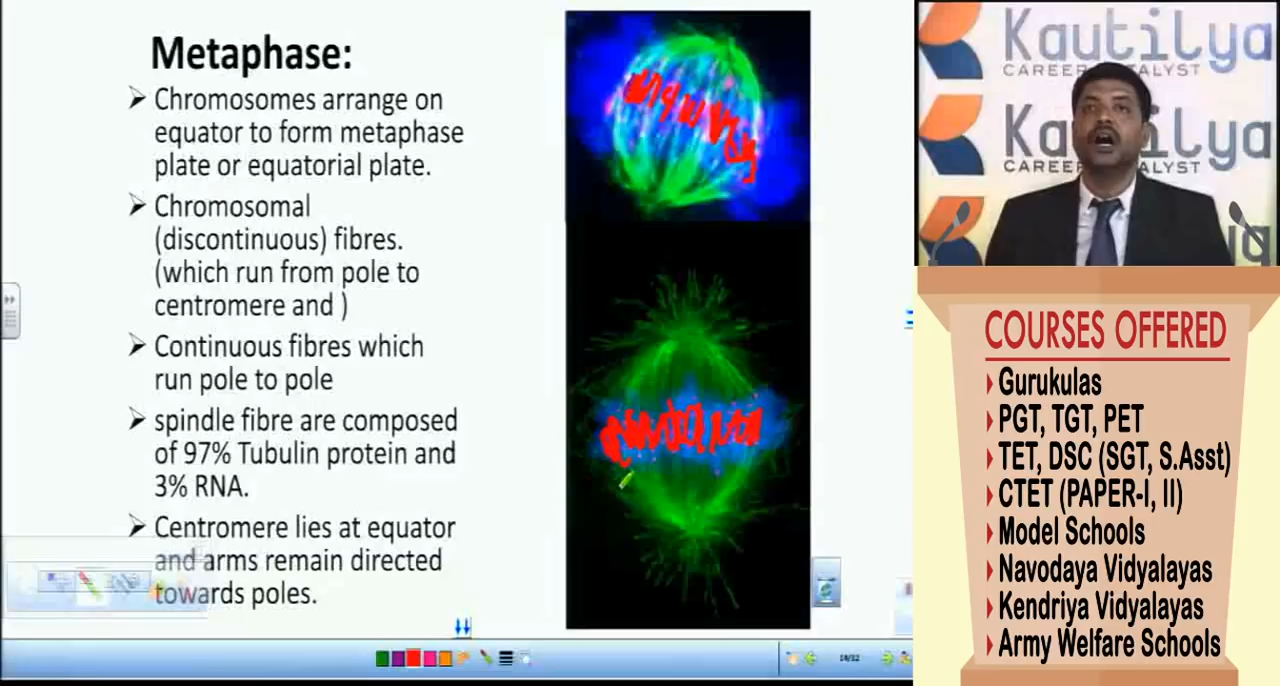 Metaphase:
➢ Chromosomes arrange on
equator to form metaphase
plate or equatorial plate.
➢ Chromosomal
(discontinuous) fibres.
(which run from pole to
centromere and )
➢ Continuous fibres which
run pole to pole
➢ spindle fibre are composed
of 97% Tubulin protein and
3% RNA.
➢ Centromere lies at equator
and arms remain directed
towards poles.
19/32
Kautilya
CAREER CATALYST
Kautilya
CAREER
COURSES OFFERED
Gurukulas
PGT, TGT, PET
TET, DSC (SGT, S.Asst)
CTET (PAPER-I, II)
Model Schools
Navodaya Vidyalayas
Kendriya Vidyalayas
Army Welfare Schools